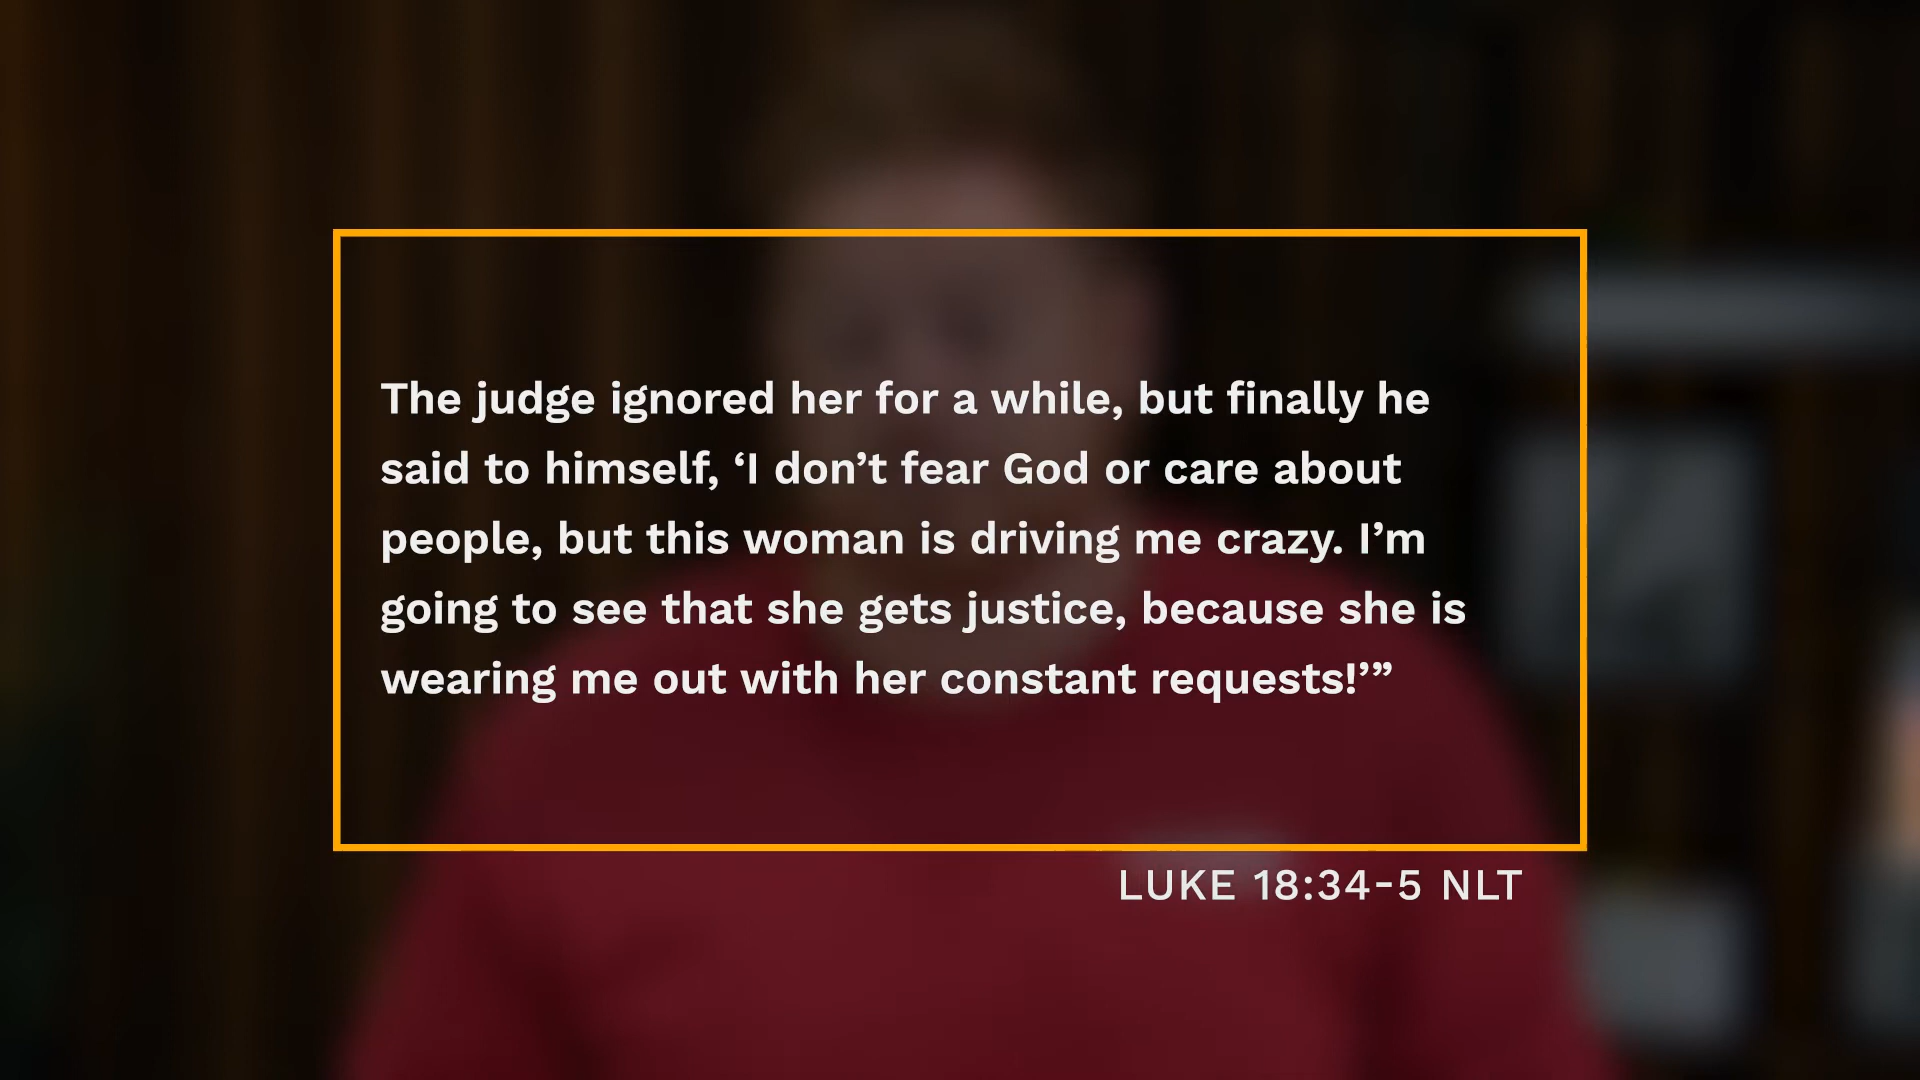 The judge ignored her for a while, but finally he
said to himself, ‘I don’t fear God or care about
people, but this woman is driving me crazy. I’m
going to see that she gets justice, because she is
wearing me out with her constant requests!’”
LUKE 18:34-5 NLT